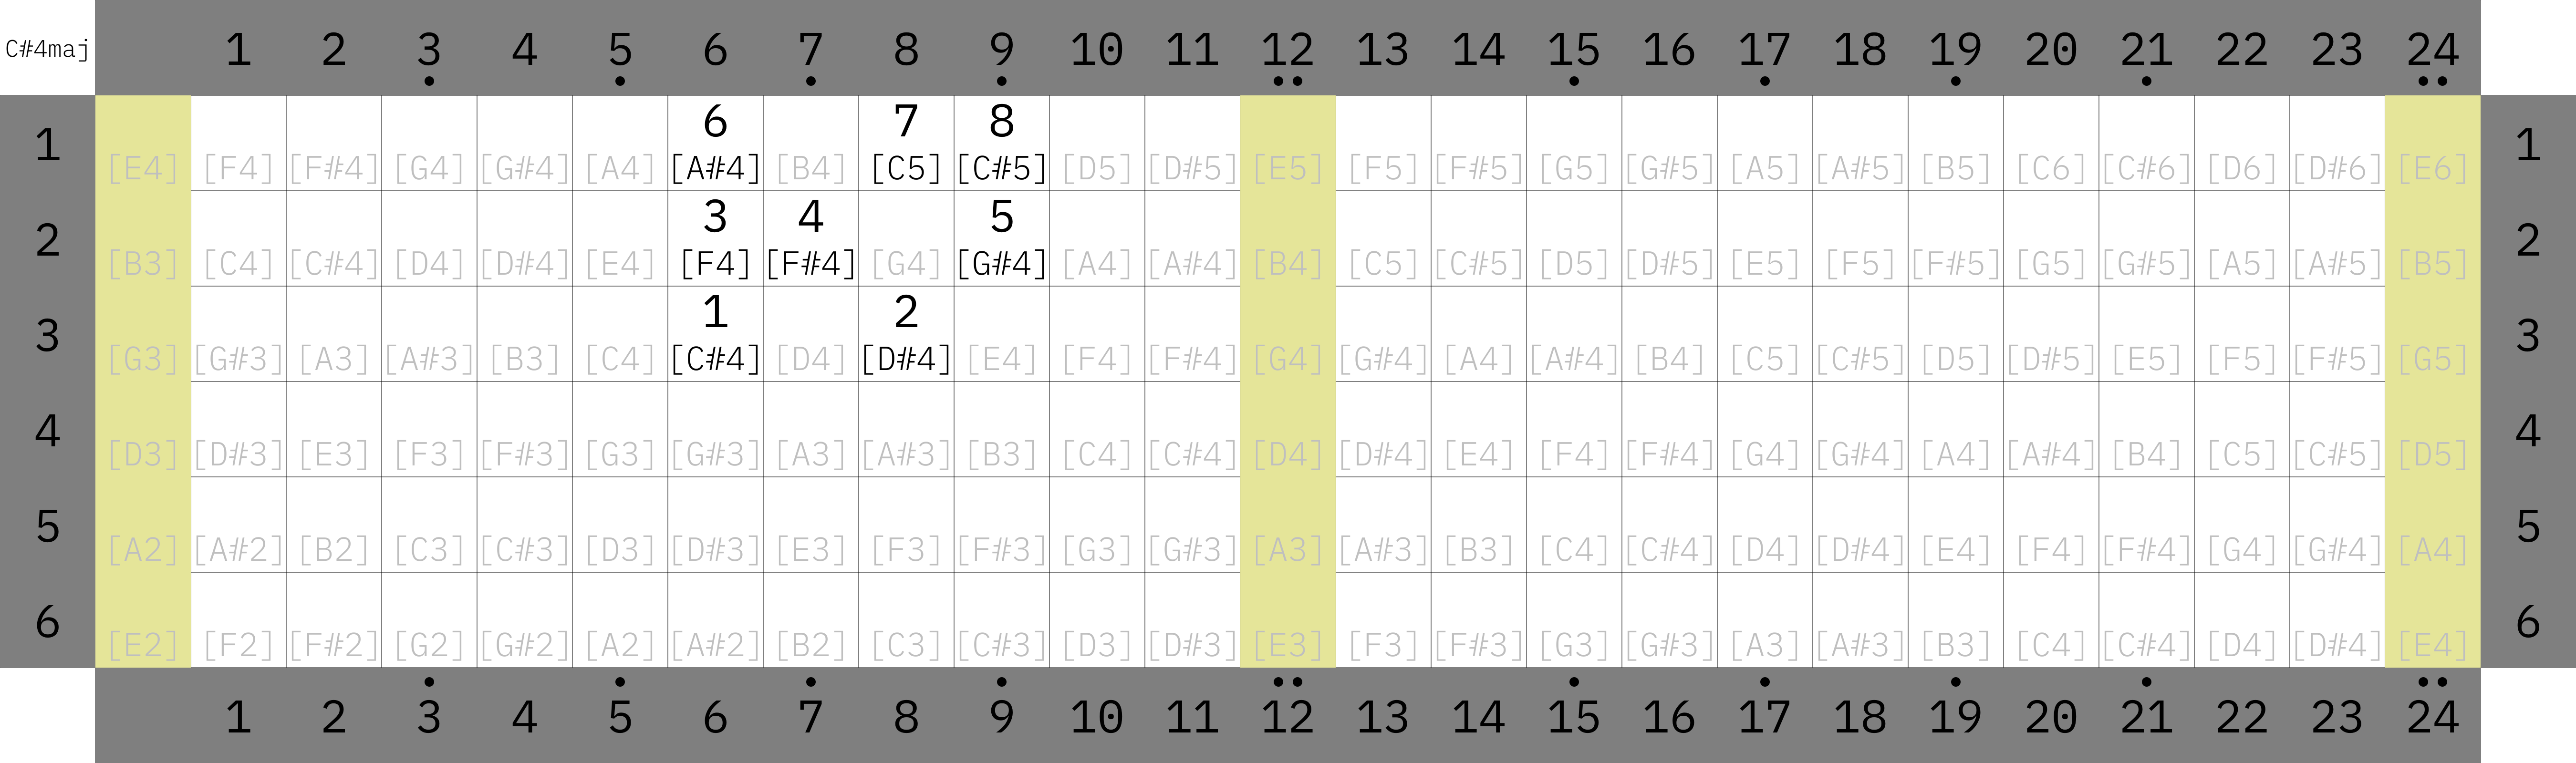 C#4maj 1 2 3 4 5 6 7 8 9 10 11 12 13 14 15 16 17 18 19 20 21 22 23 24
6 7 8
1 [E4] [F4] [F#4] [G4] [G#4] [A4] [A#4] [B4] [C5] [C#5] [D5] [D#5] [E5] [F5] [F#5] [G5] [G#5] [A5] [A#5] [B5] [C6] [C#6] [D6] [D#6] [E6] 1
3 4 5
2 [B3] [C4] [C#4] [D4] [D#4] [E4] [F4] [F#4] [G4] [G#4] [A4] [A#4] [B4] [C5] [C#5] [D5] [D#5] [E5] [F5] [F#5] [G5] [G#5] [A5] [A#5] [B5] 2
1 2
3 [G3] [G#3] [A3] [A#3] [B3] [C4] [C#4] [D4] [D#4] [E4] [F4] [F#4] [G4] [G#4] [A4] [A#4] [B4] [C5] [C#5] [D5] [D#5] [E5] [F5] [F#5] [G5] 3
4 [D3] [D#3] [E3] [F3] [F#3] [G3] [G#3] [A3] [A#3] [B3] [C4] [C#4] [D4] [D#4] [E4] [F4] [F#4] [G4] [G#4] [A4] [A#4] [B4] [C5] [C#5] [D5] 4
5 [A2] [A#2] [B2] [C3] [C#3] [D3] [D#3] [E3] [F3] [F#3] [G3] [G#3] [A3] [A#3] [B3] [C4] [C#4] [D4] [D#4] [E4] [F4] [F#4] [G4] [G#4] [A4] 5
6 [E2] [F2] [F#2] [G2] [G#2] [A2] [A#2] [B2] [C3] [C#3] [D3] [D#3] [E3] [F3] [F#3] [G3] [G#3] [A3] [A#3] [B3] [C4] [C#4] [D4] [D#4] [E4] 6
1 2 3 4 5 6 7 8 9 10 11 12 13 14 15 16 17 18 19 20 21 22 23 24